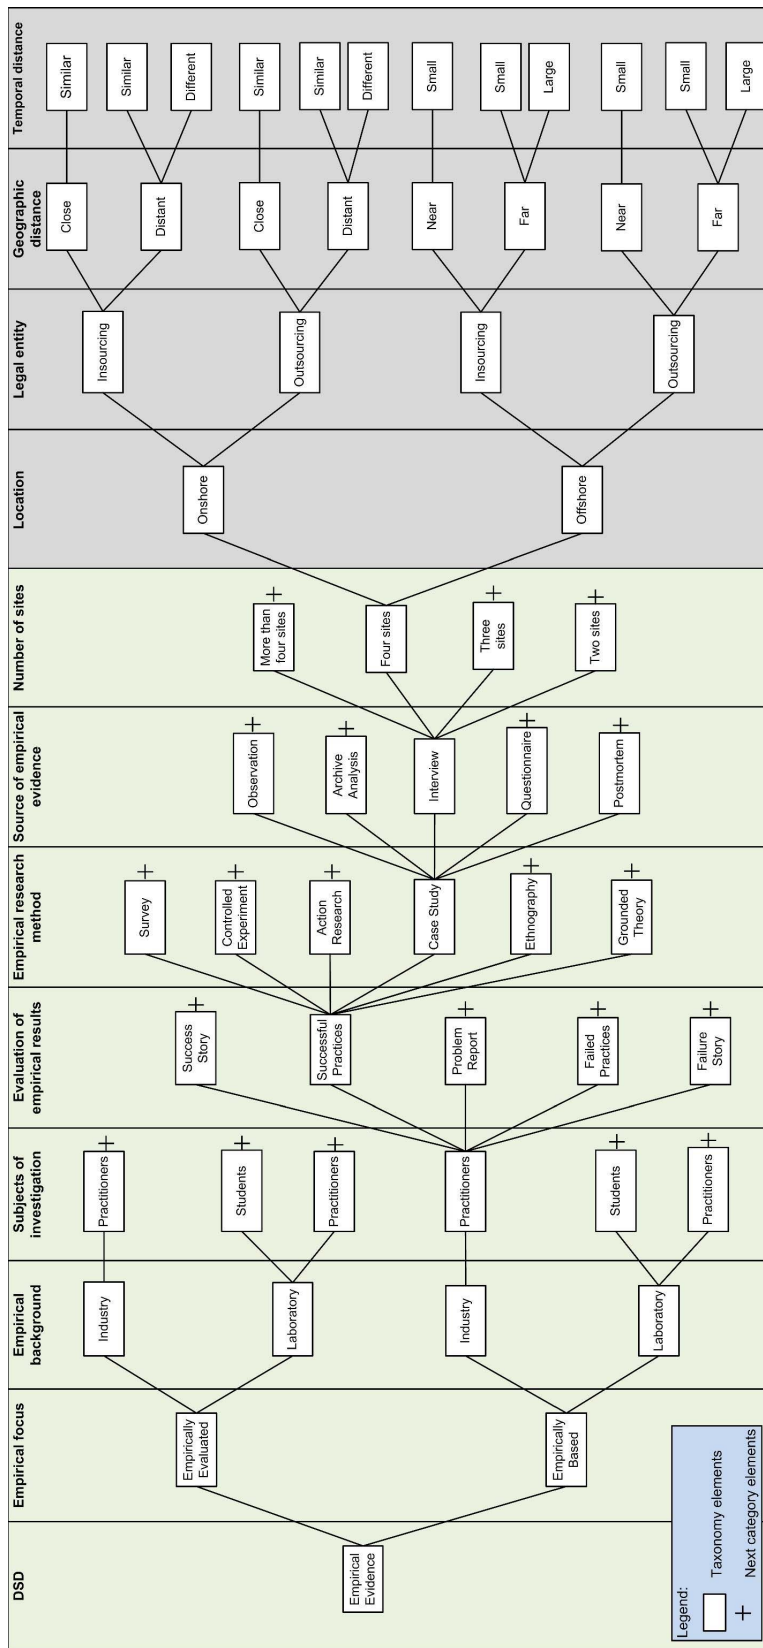 DSD
Empirical focus
Empirical
background
Subjects of
investigation
Evaluation of
empirical results
Empirical research
method
Source of empirical
evidence
Number of sites
Location
Legal entity
Geographic
distance
Temporal distance
Empirical
Evidence
Empirically
Evaluated
Empirically
Based
Industry
Laboratory
Industry
Laboratory
Practitioners
Students
Practitioners
Practitioners
Students
Practitioners
Success
Story
Successful
Practices
Problem
Report
Failed
Practices
Failure
Story
Survey
Controlled
Experiment
Action
Research
Case Study
Ethnography
Grounded
Theory
Observation
Archive
Analysis
Interview
Questionnaire
Postmortem
More than
four sites
Four sites
Three
sites
Two sites
Onshore
Offshore
Insourcing
Outsourcing
Insourcing
Outsourcing
Close
Distant
Close
Distant
Near
Far
Near
Far
Similar
Similar
Different
Similar
Similar
Different
Small
Small
Large
Small
Small
Large
Legend:
Taxonomy elements
+ Next category elements